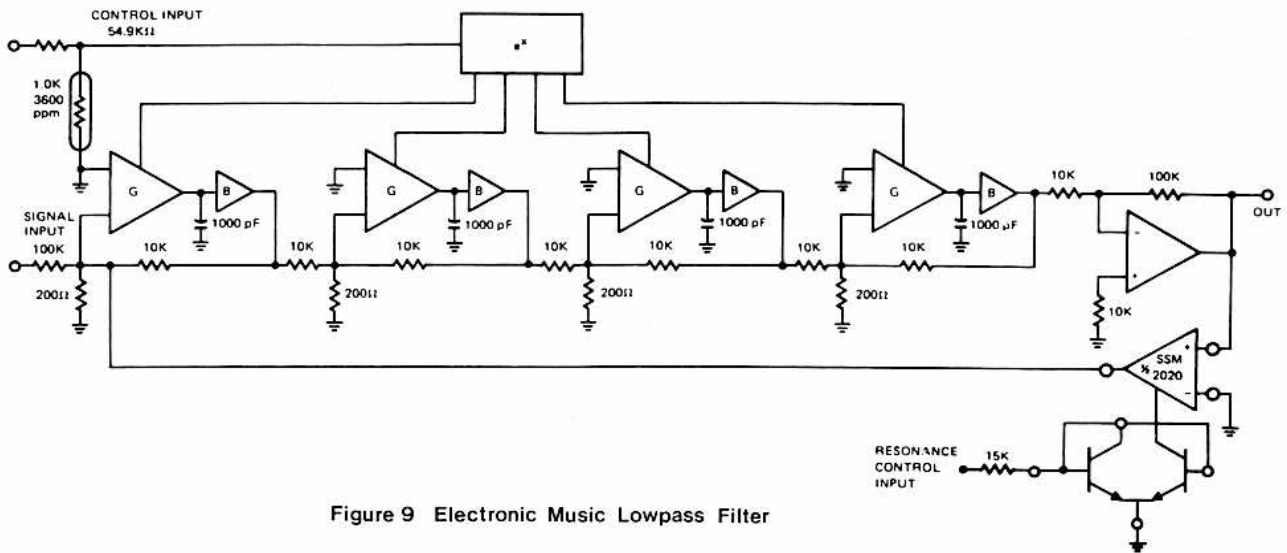 CONTROL INPUT
54.9KΩ
e^x
1.0K
3600
ppm
G
B
G
B
G
B
G
B
1000 pF
1000 pF
1000 pF
1000 pF
10K
100K
OUT
SIGNAL
INPUT
100K
10K
10K
10K
10K
10K
10K
10K
200Ω
200Ω
200Ω
200Ω
-
+
10K
+
½ SSM
2020
-
RESONANCE
CONTROL
INPUT
15K
Figure 9 Electronic Music Lowpass Filter